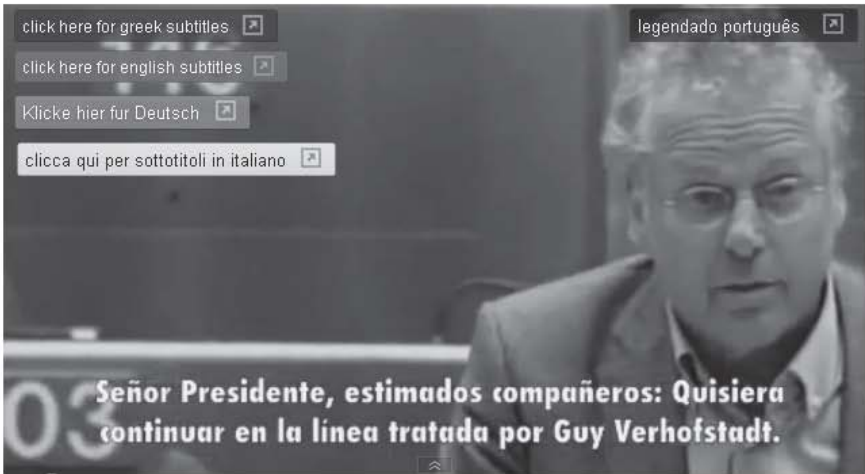 click here for greek subtitles
legendado português
click here for english subtitles
Klicke hier fur Deutsch
clicca qui per sottotitoli in italiano
03
Señor Presidente, estimados compañeros: Quisiera
continuar en la línea tratada por Guy Verhofstadt.